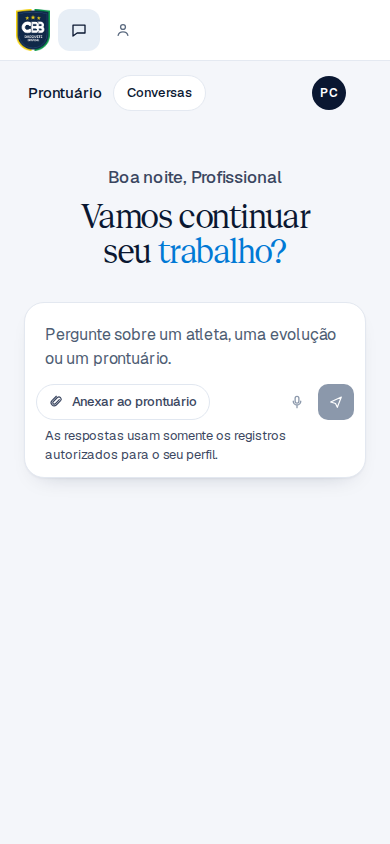 CBB
Prontuário
Conversas
PC
Boa noite, Profissional
Vamos continuar
seu trabalho?
Pergunte sobre um atleta, uma evolução
ou um prontuário.
Anexar ao prontuário
As respostas usam somente os registros
autorizados para o seu perfil.